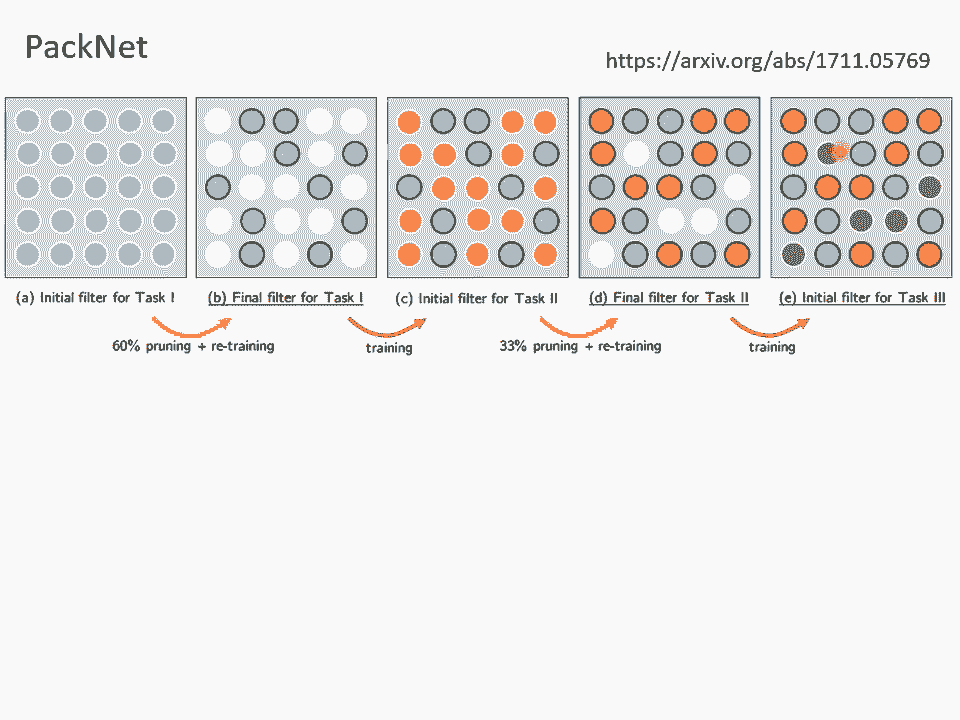 PackNet
https://arxiv.org/abs/1711.05769
(a) Initial filter for Task I
(b) Final filter for Task I
(c) Initial filter for Task II
(d) Final filter for Task II
(e) Initial filter for Task III
60% pruning + re-training
training
33% pruning + re-training
training